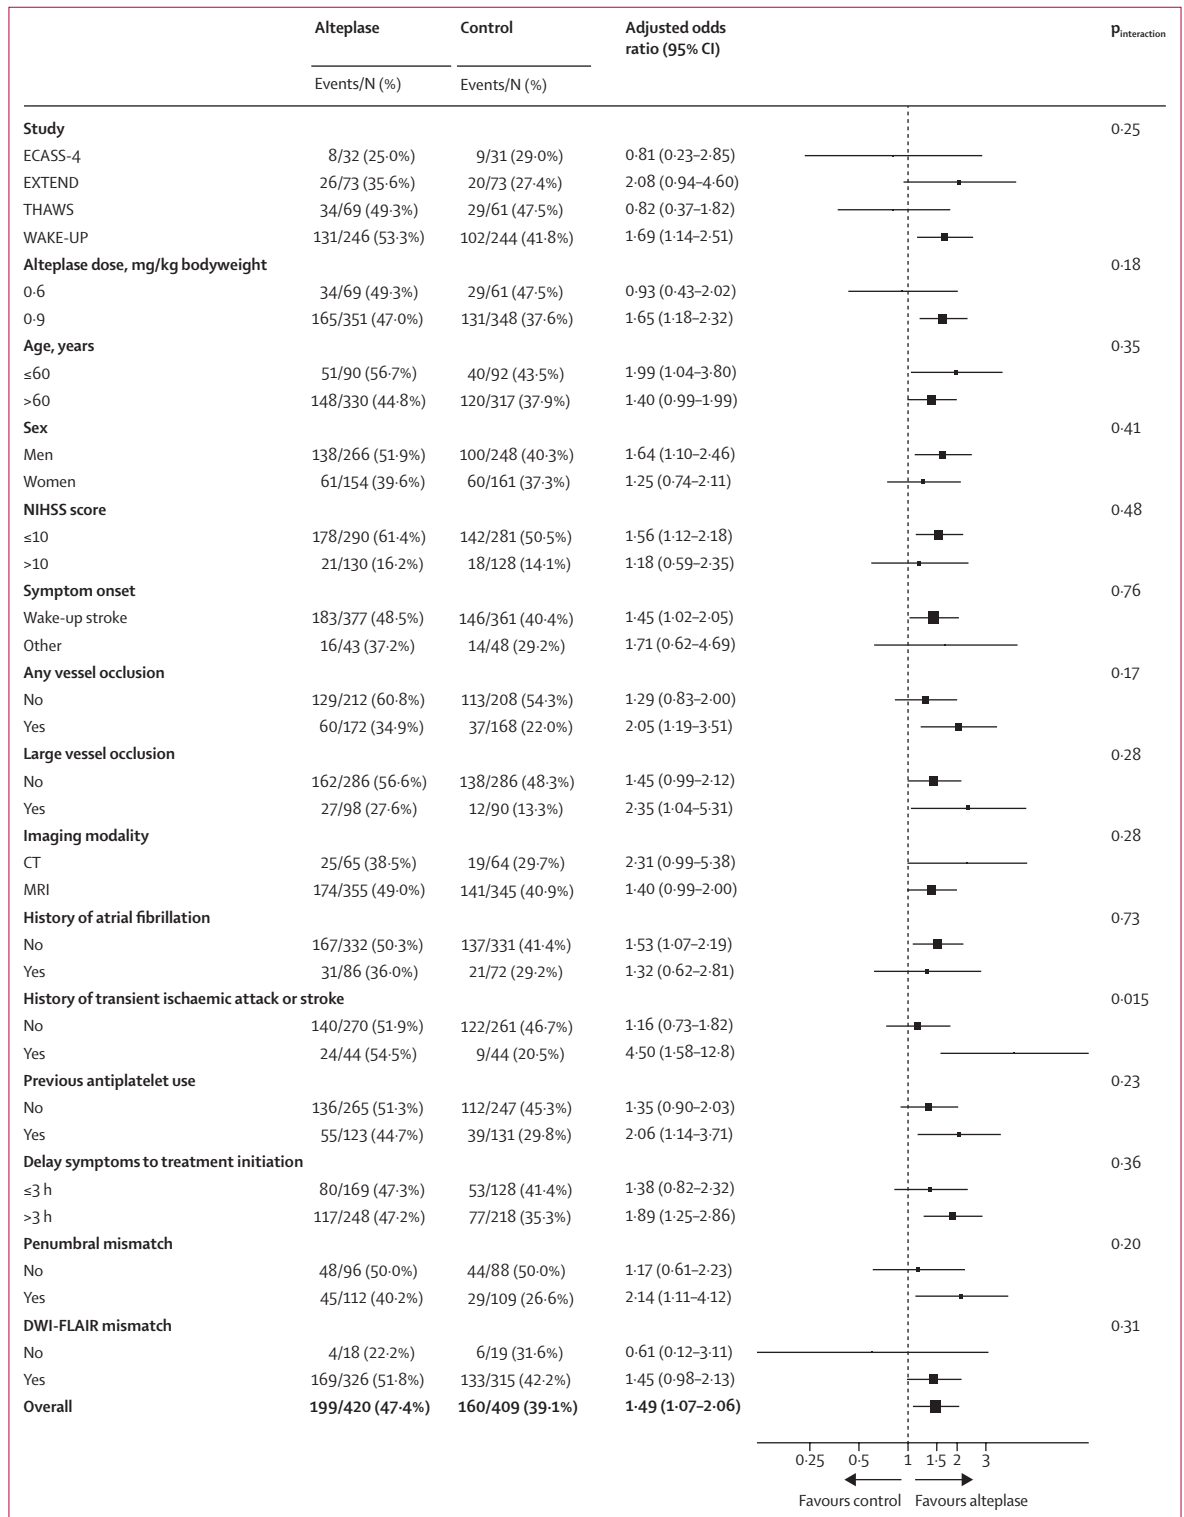 Alteplase Control Adjusted odds ratio (95% CI) pinteraction
Events/N (%) Events/N (%)
Study 0·25
ECASS-4 8/32 (25·0%) 9/31 (29·0%) 0·81 (0·23–2·85)
EXTEND 26/73 (35·6%) 20/73 (27·4%) 2·08 (0·94–4·60)
THAWS 34/69 (49·3%) 29/61 (47·5%) 0·82 (0·37–1·82)
WAKE-UP 131/246 (53·3%) 102/244 (41·8%) 1·69 (1·14–2·51)
Alteplase dose, mg/kg bodyweight 0·18
0·6 34/69 (49·3%) 29/61 (47·5%) 0·93 (0·43–2·02)
0·9 165/351 (47·0%) 131/348 (37·6%) 1·65 (1·18–2·32)
Age, years 0·35
≤60 51/90 (56·7%) 40/92 (43·5%) 1·99 (1·04–3·80)
>60 148/330 (44·8%) 120/317 (37·9%) 1·40 (0·99–1·99)
Sex 0·41
Men 138/266 (51·9%) 100/248 (40·3%) 1·64 (1·10–2·46)
Women 61/154 (39·6%) 60/161 (37·3%) 1·25 (0·74–2·11)
NIHSS score 0·48
≤10 178/290 (61·4%) 142/281 (50·5%) 1·56 (1·12–2·18)
>10 21/130 (16·2%) 18/128 (14·1%) 1·18 (0·59–2·35)
Symptom onset 0·76
Wake-up stroke 183/377 (48·5%) 146/361 (40·4%) 1·45 (1·02–2·05)
Other 16/43 (37·2%) 14/48 (29·2%) 1·71 (0·62–4·69)
Any vessel occlusion 0·17
No 129/212 (60·8%) 113/208 (54·3%) 1·29 (0·83–2·00)
Yes 60/172 (34·9%) 37/168 (22·0%) 2·05 (1·19–3·51)
Large vessel occlusion 0·28
No 162/286 (56·6%) 138/286 (48·3%) 1·45 (0·99–2·12)
Yes 27/98 (27·6%) 12/90 (13·3%) 2·35 (1·04–5·31)
Imaging modality 0·28
CT 25/65 (38·5%) 19/64 (29·7%) 2·31 (0·99–5·38)
MRI 174/355 (49·0%) 141/345 (40·9%) 1·40 (0·99–2·00)
History of atrial fibrillation 0·73
No 167/332 (50·3%) 137/331 (41·4%) 1·53 (1·07–2·19)
Yes 31/86 (36·0%) 21/72 (29·2%) 1·32 (0·62–2·81)
History of transient ischaemic attack or stroke 0·015
No 140/270 (51·9%) 122/261 (46·7%) 1·16 (0·73–1·82)
Yes 24/44 (54·5%) 9/44 (20·5%) 4·50 (1·58–12·8)
Previous antiplatelet use 0·23
No 136/265 (51·3%) 112/247 (45·3%) 1·35 (0·90–2·03)
Yes 55/123 (44·7%) 39/131 (29·8%) 2·06 (1·14–3·71)
Delay symptoms to treatment initiation 0·36
≤3 h 80/169 (47·3%) 53/128 (41·4%) 1·38 (0·82–2·32)
>3 h 117/248 (47·2%) 77/218 (35·3%) 1·89 (1·25–2·86)
Penumbral mismatch 0·20
No 48/96 (50·0%) 44/88 (50·0%) 1·17 (0·61–2·23)
Yes 45/112 (40·2%) 29/109 (26·6%) 2·14 (1·11–4·12)
DWI-FLAIR mismatch 0·31
No 4/18 (22·2%) 6/19 (31·6%) 0·61 (0·12–3·11)
Yes 169/326 (51·8%) 133/315 (42·2%) 1·45 (0·98–2·13)
Overall 199/420 (47·4%) 160/409 (39·1%) 1·49 (1·07–2·06)
0·25 0·5 1 1·5 2 3
Favours control Favours alteplase